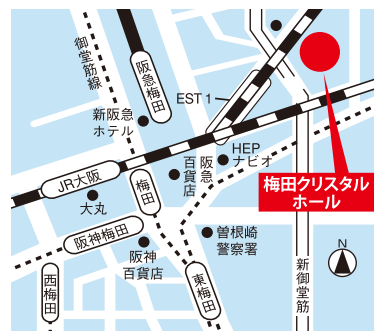 御堂筋線
阪急梅田
EST 1
新阪急
ホテル
HEP
ナビオ
阪急
百貨店
梅田クリスタル
ホール
JR大阪
大丸
梅田
阪神梅田
阪神
百貨店
曽根崎
警察署
N
新御堂筋
西梅田
東梅田